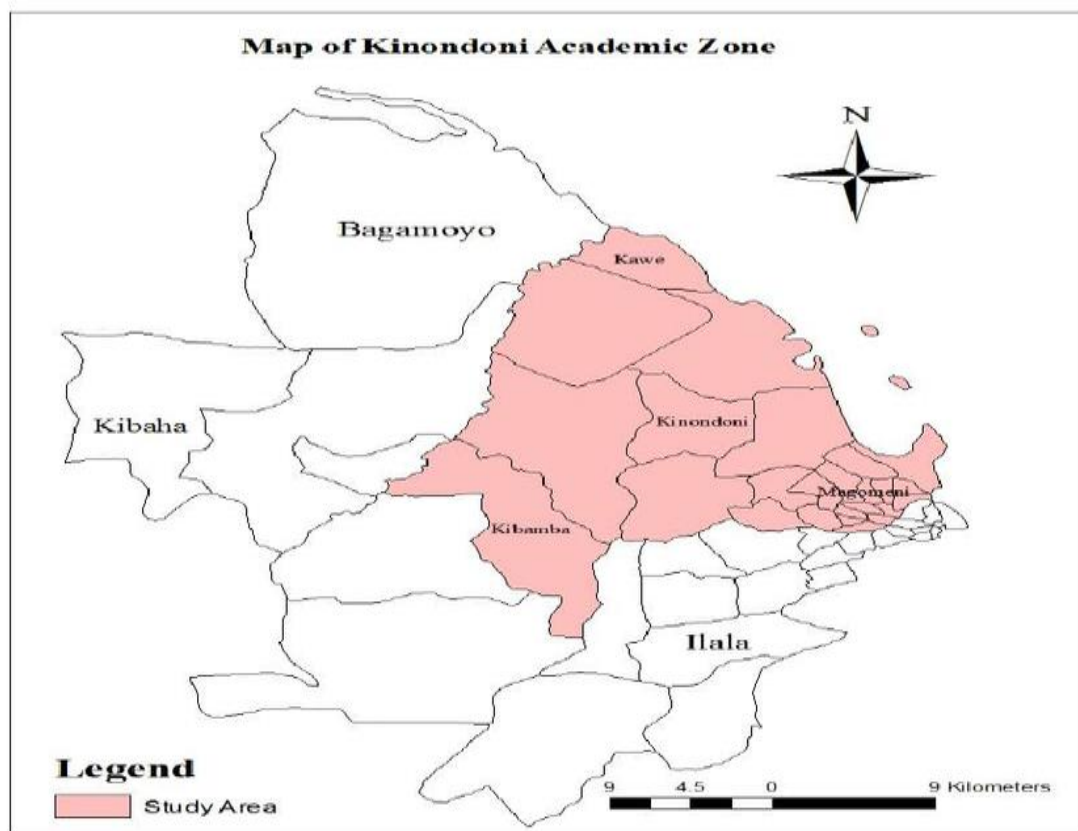 Map of Kinondoni Academic Zone
N
Bagamoyo
Kawe
Kibaha
Kinondoni
Magomeni
Kibamba
Ilala
Legend
Study Area
9 4.5 0 9 Kilometers